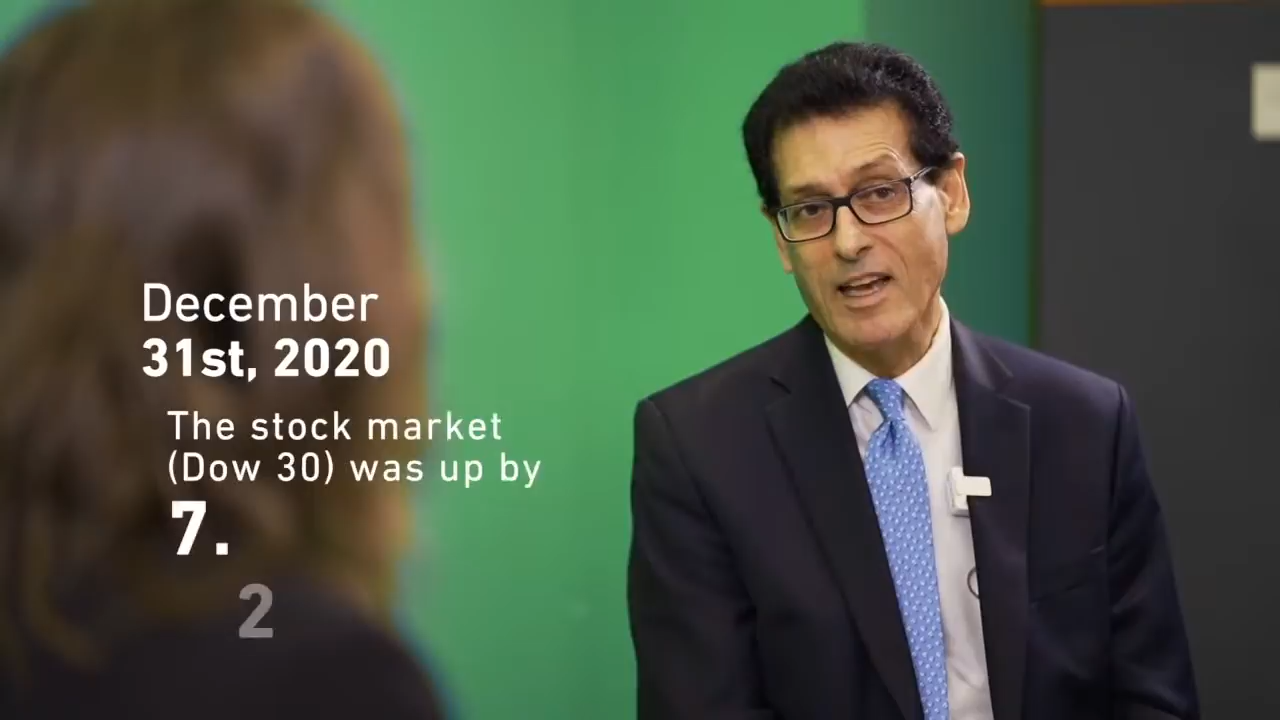 December
31st, 2020
The stock market
(Dow 30) was up by
7.
2